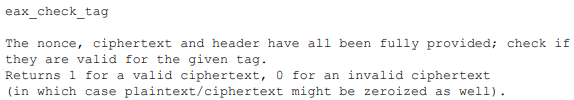 eax_check_tag
The nonce, ciphertext and header have all been fully provided; check if
they are valid for the given tag.
Returns 1 for a valid ciphertext, 0 for an invalid ciphertext
(in which case plaintext/ciphertext might be zeroized as well).